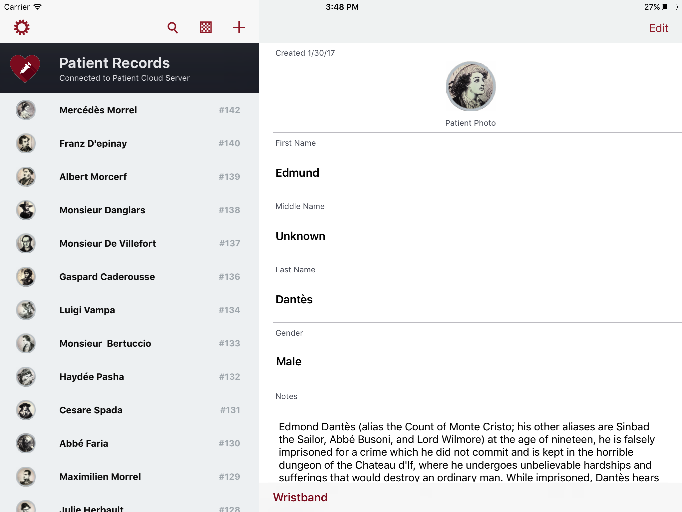 Carrier 3:48 PM 27%
Patient Records
Connected to Patient Cloud Server
Edit
Mercédès Morrel #142
Franz D'epinay #140
Albert Morcerf #139
Monsieur Danglars #138
Monsieur De Villefort #137
Gaspard Caderousse #136
Luigi Vampa #134
Monsieur Bertuccio #133
Haydée Pasha #132
Cesare Spada #131
Abbé Faria #130
Maximilien Morrel #129
Julie Herbault #128
Created 1/30/17
Patient Photo
First Name
Edmund
Middle Name
Unknown
Last Name
Dantès
Gender
Male
Notes
Edmond Dantès (alias the Count of Monte Cristo; his other aliases are Sinbad
the Sailor, Abbé Busoni, and Lord Wilmore) at the age of nineteen, he is falsely
imprisoned for a crime which he did not commit and is kept in the horrible
dungeon of the Chateau d'If, where he undergoes unbelievable hardships and
sufferings that would destroy an ordinary man. While imprisoned, Dantès hears
Wristband